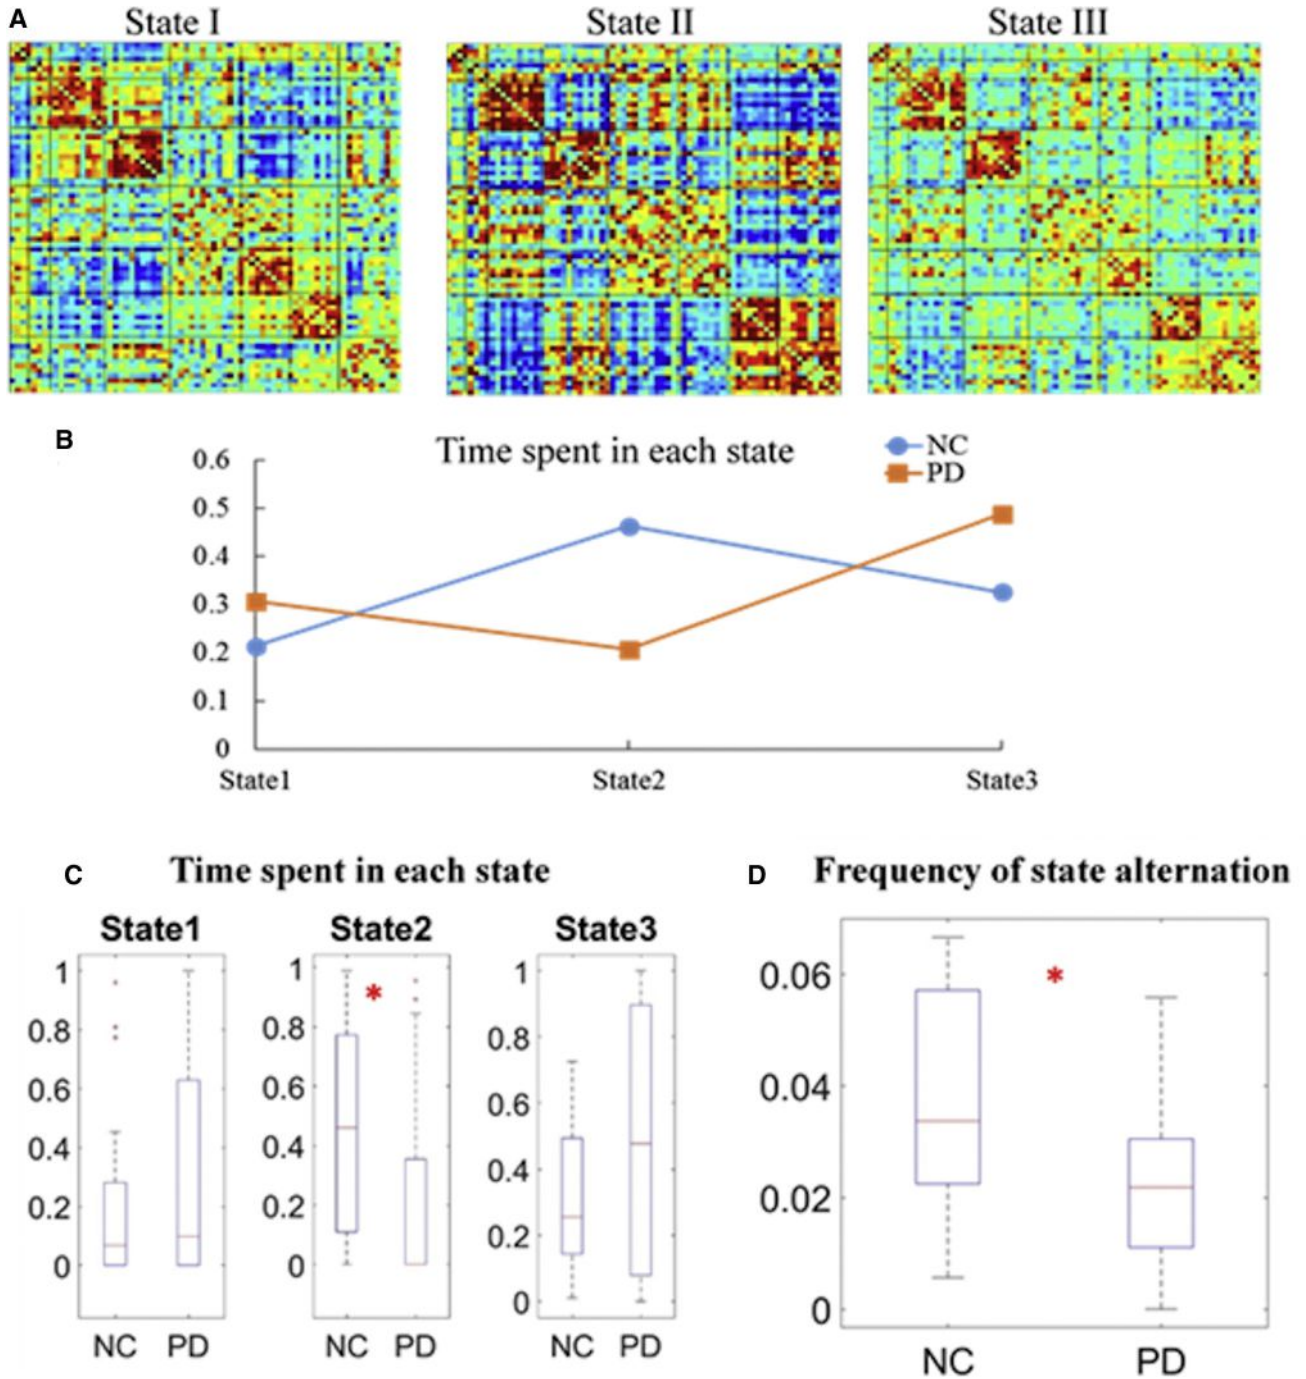 A
State I State II State III
B
Time spent in each state
NC
PD
0.6
0.5
0.4
0.3
0.2
0.1
0
State1 State2 State3
C Time spent in each state
D Frequency of state alternation
State1 State2 State3
1
0.8
0.6
0.4
0.2
0
NC PD
1
*
0.8
0.6
0.4
0.2
0
NC PD
1
0.8
0.6
0.4
0.2
0
NC PD
0.06
*
0.04
0.02
0
NC PD